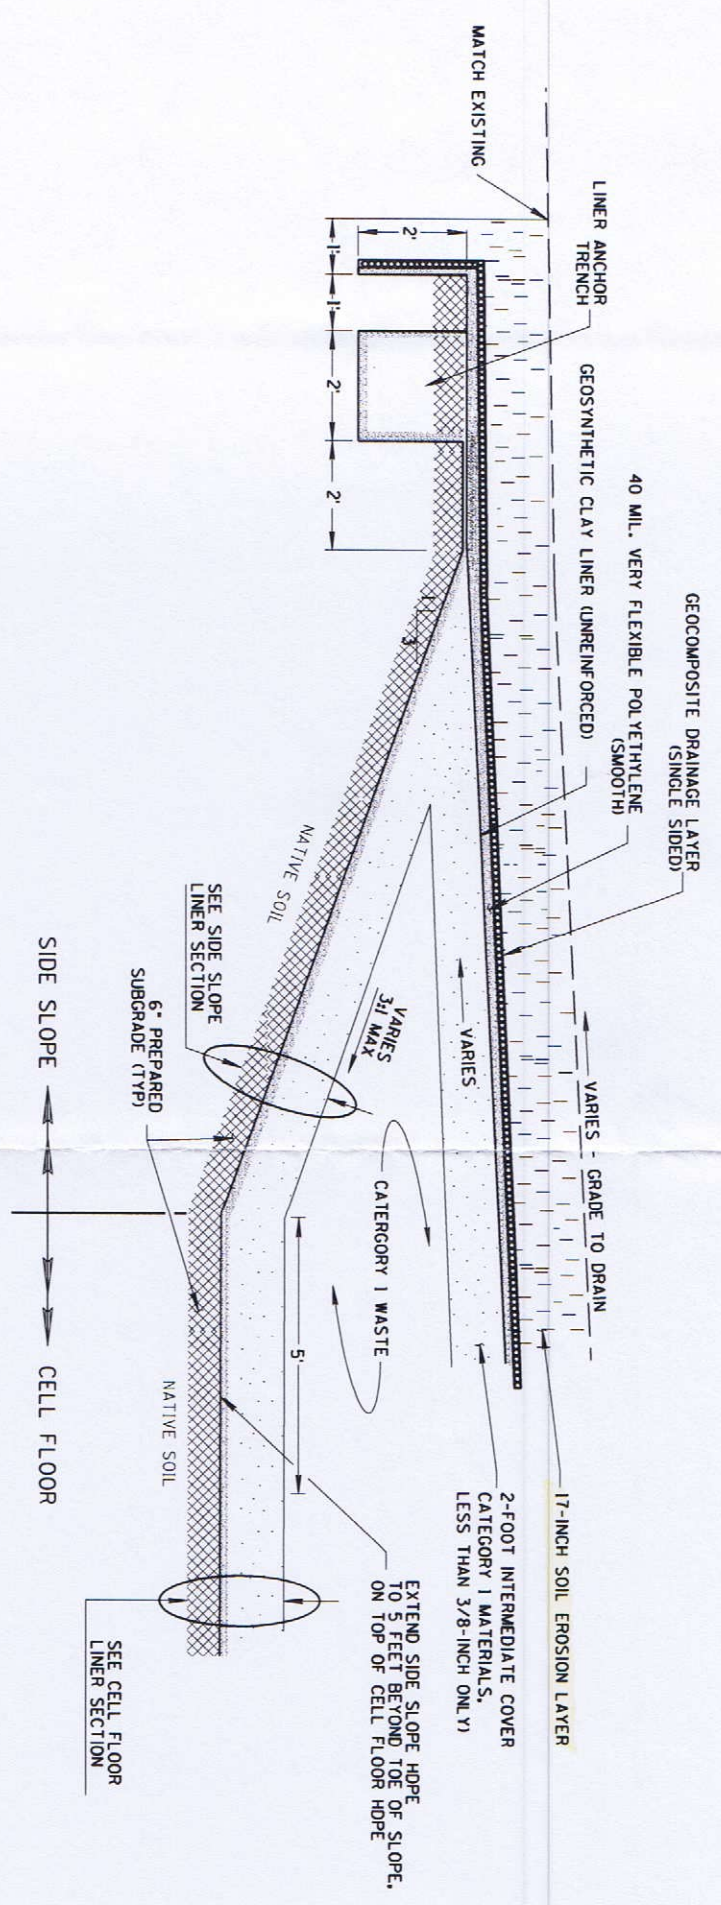 MATCH EXISTING
LINER ANCHOR
TRENCH
GEOSYNTHETIC CLAY LINER (UNREINFORCED)
40 MIL. VERY FLEXIBLE POLYETHYLENE
(SMOOTH)
GEOCOMPOSITE DRAINAGE LAYER
(SINGLE SIDED)
VARIES - GRADE TO DRAIN
17-INCH SOIL EROSION LAYER
2-FOOT INTERMEDIATE COVER
CATEGORY 1 MATERIALS,
LESS THAN 3/8-INCH ONLY)
2'
1'
1'
2'
2'
1
3
VARIES
VARIES
3:1 MAX
CATERGORY 1 WASTE
5'
EXTEND SIDE SLOPE HDPE
TO 5 FEET BEYOND TOE OF SLOPE,
ON TOP OF CELL FLOOR HDPE
NATIVE SOIL
SEE SIDE SLOPE
LINER SECTION
6" PREPARED
SUBGRADE (TYP)
NATIVE SOIL
SEE CELL FLOOR
LINER SECTION
SIDE SLOPE
CELL FLOOR